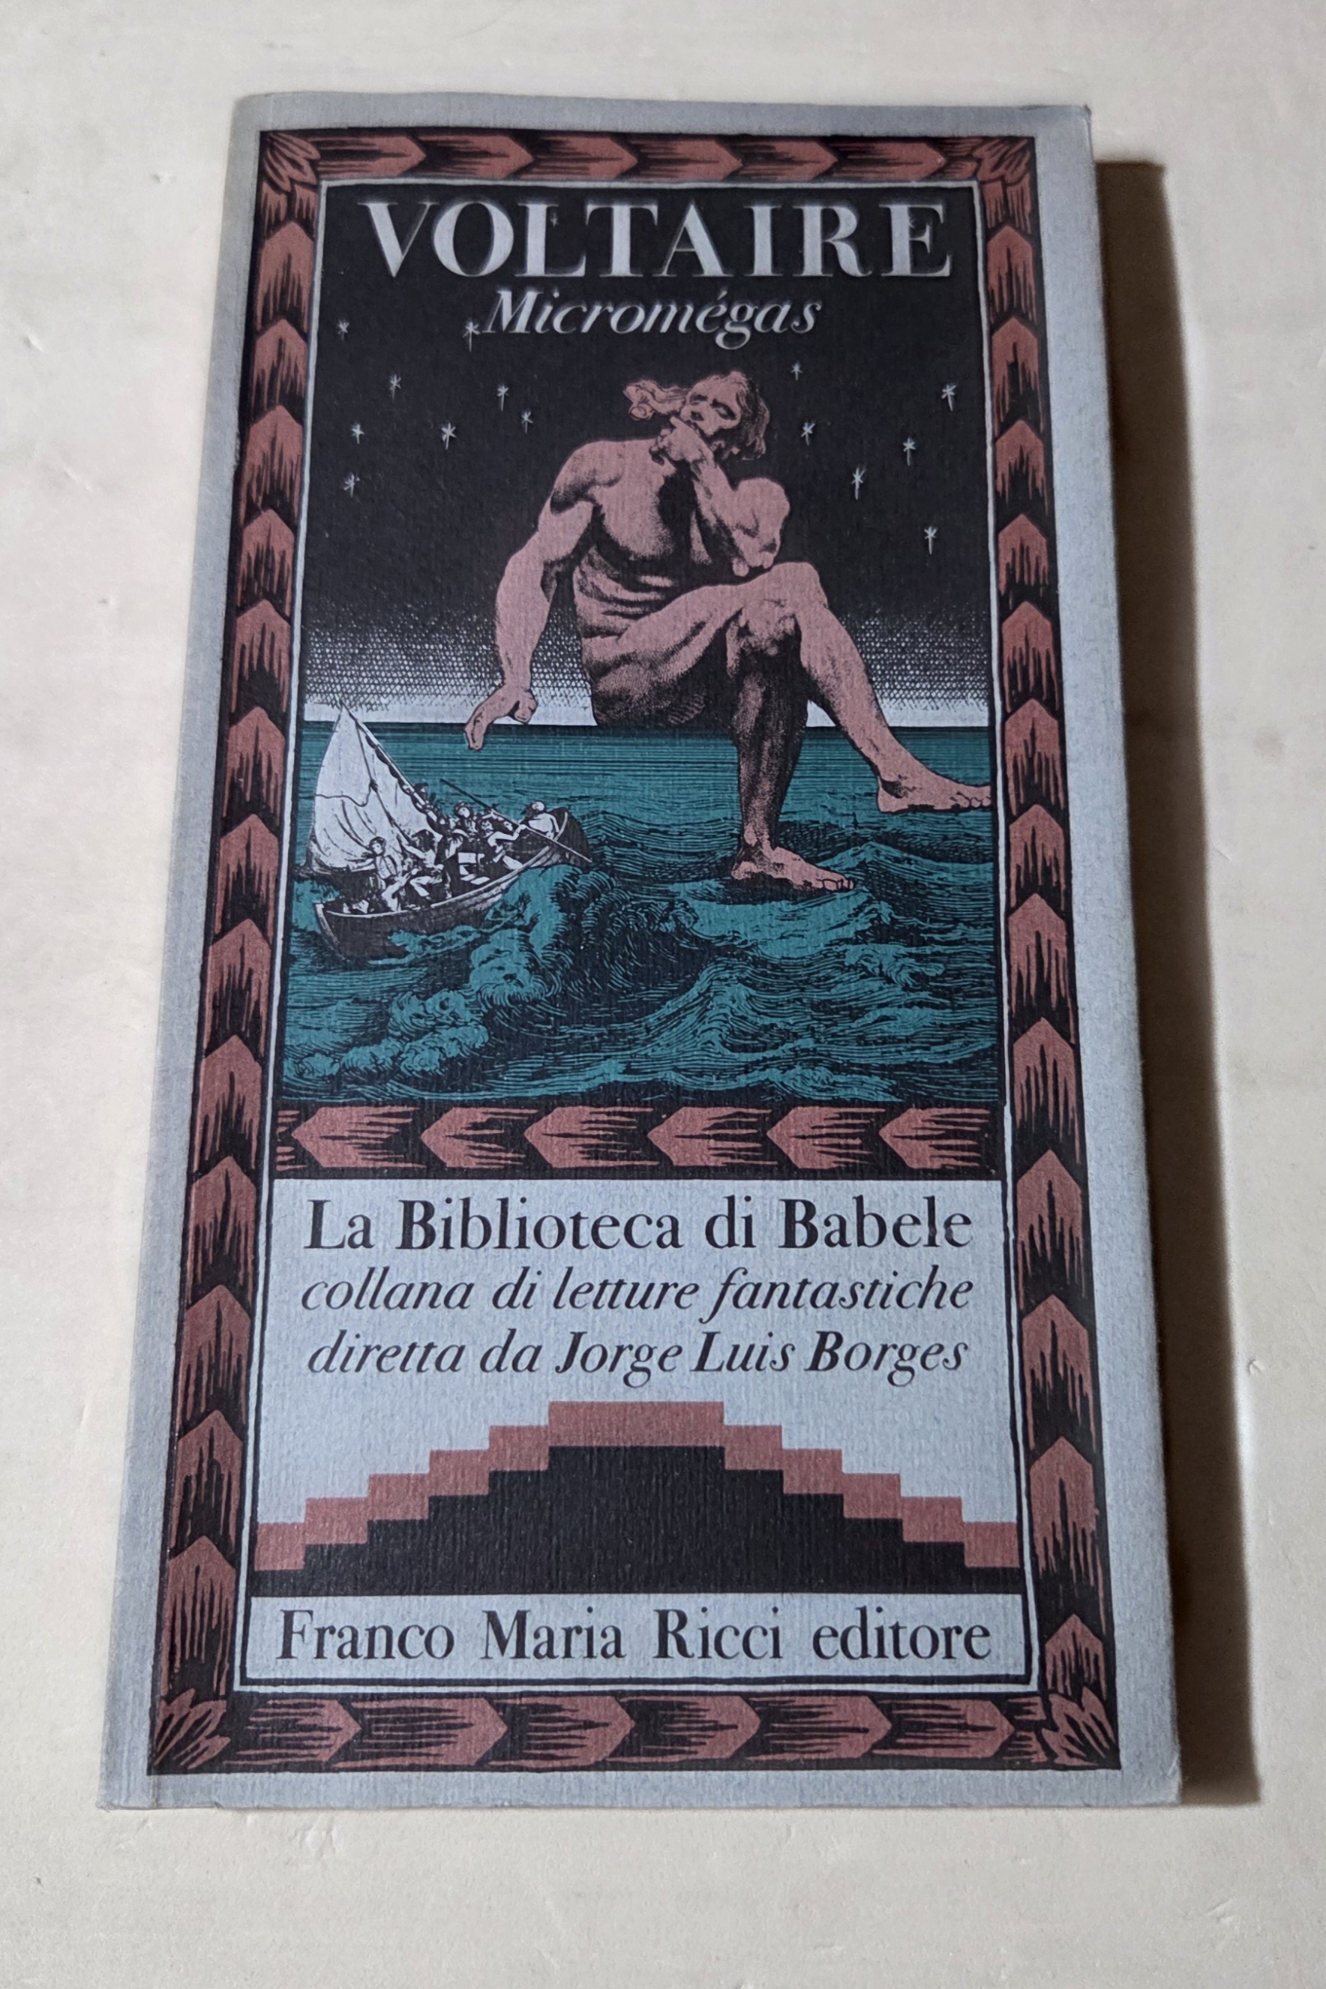 VOLTAIRE
Micromégas
La Biblioteca di Babele
collana di letture fantastiche
diretta da Jorge Luis Borges
Franco Maria Ricci editore